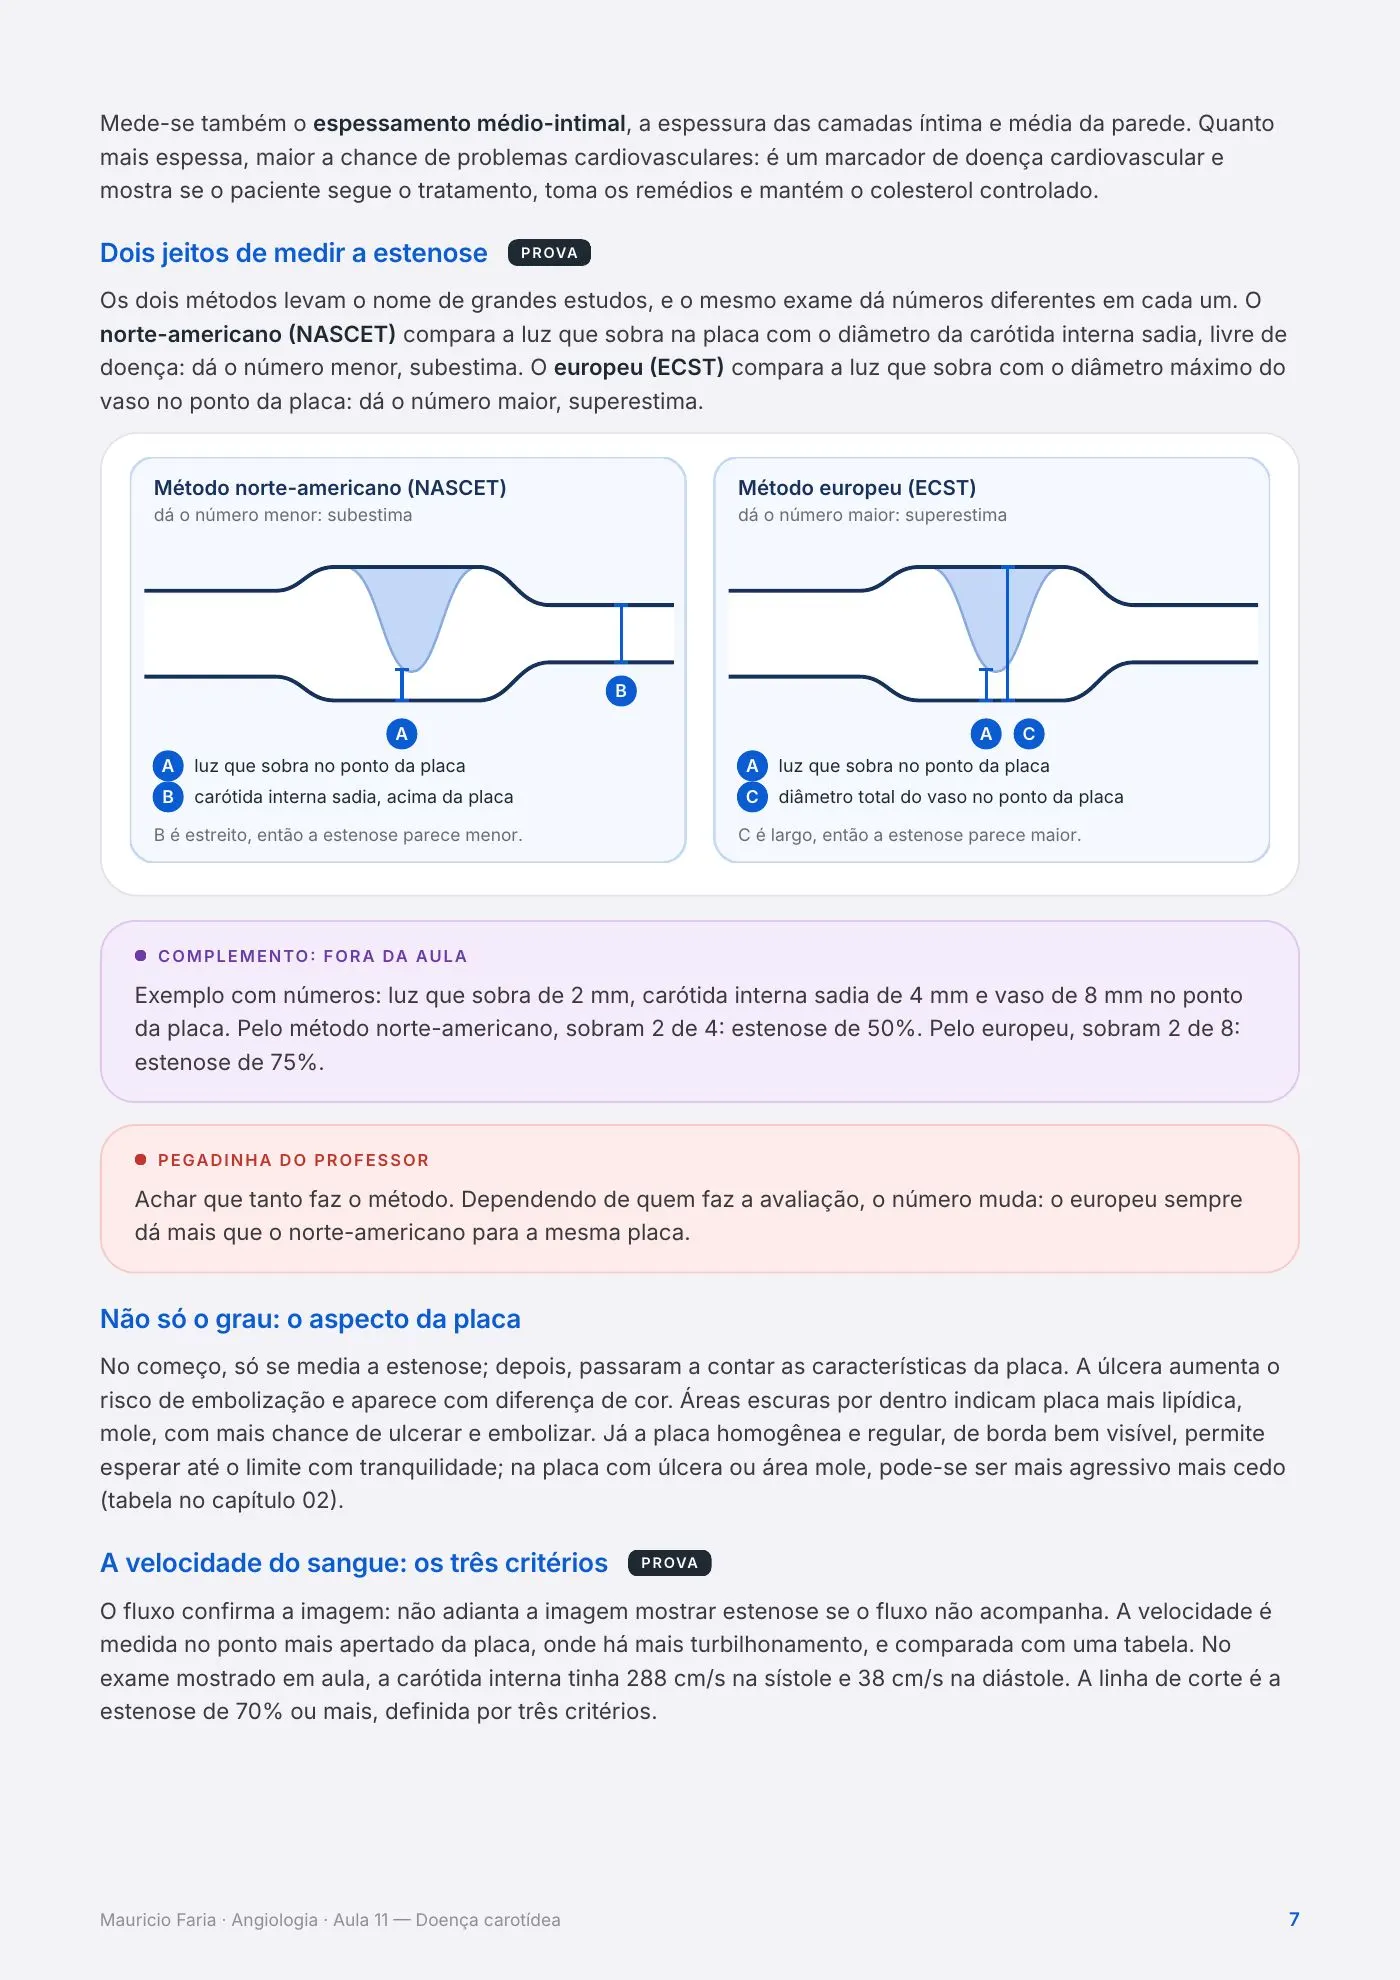 Mede-se também o espessamento médio-intimal, a espessura das camadas íntima e média da parede. Quanto
mais espessa, maior a chance de problemas cardiovasculares: é um marcador de doença cardiovascular e
mostra se o paciente segue o tratamento, toma os remédios e mantém o colesterol controlado.
Dois jeitos de medir a estenose PROVA
Os dois métodos levam o nome de grandes estudos, e o mesmo exame dá números diferentes em cada um. O
norte-americano (NASCET) compara a luz que sobra na placa com o diâmetro da carótida interna sadia, livre de
doença: dá o número menor, subestima. O europeu (ECST) compara a luz que sobra com o diâmetro máximo do
vaso no ponto da placa: dá o número maior, superestima.
Método norte-americano (NASCET)
dá o número menor: subestima
B
A
A luz que sobra no ponto da placa
B carótida interna sadia, acima da placa
B é estreito, então a estenose parece menor.
Método europeu (ECST)
dá o número maior: superestima
A C
A luz que sobra no ponto da placa
C diâmetro total do vaso no ponto da placa
C é largo, então a estenose parece maior.
COMPLEMENTO: FORA DA AULA
Exemplo com números: luz que sobra de 2 mm, carótida interna sadia de 4 mm e vaso de 8 mm no ponto
da placa. Pelo método norte-americano, sobram 2 de 4: estenose de 50%. Pelo europeu, sobram 2 de 8:
estenose de 75%.
PEGADINHA DO PROFESSOR
Achar que tanto faz o método. Dependendo de quem faz a avaliação, o número muda: o europeu sempre
dá mais que o norte-americano para a mesma placa.
Não só o grau: o aspecto da placa
No começo, só se media a estenose; depois, passaram a contar as características da placa. A úlcera aumenta o
risco de embolização e aparece com diferença de cor. Áreas escuras por dentro indicam placa mais lipídica,
mole, com mais chance de ulcerar e embolizar. Já a placa homogênea e regular, de borda bem visível, permite
esperar até o limite com tranquilidade; na placa com úlcera ou área mole, pode-se ser mais agressivo mais cedo
(tabela no capítulo 02).
A velocidade do sangue: os três critérios PROVA
O fluxo confirma a imagem: não adianta a imagem mostrar estenose se o fluxo não acompanha. A velocidade é
medida no ponto mais apertado da placa, onde há mais turbilhonamento, e comparada com uma tabela. No
exame mostrado em aula, a carótida interna tinha 288 cm/s na sístole e 38 cm/s na diástole. A linha de corte é a
estenose de 70% ou mais, definida por três critérios.
Mauricio Faria · Angiologia · Aula 11 — Doença carotídea 7